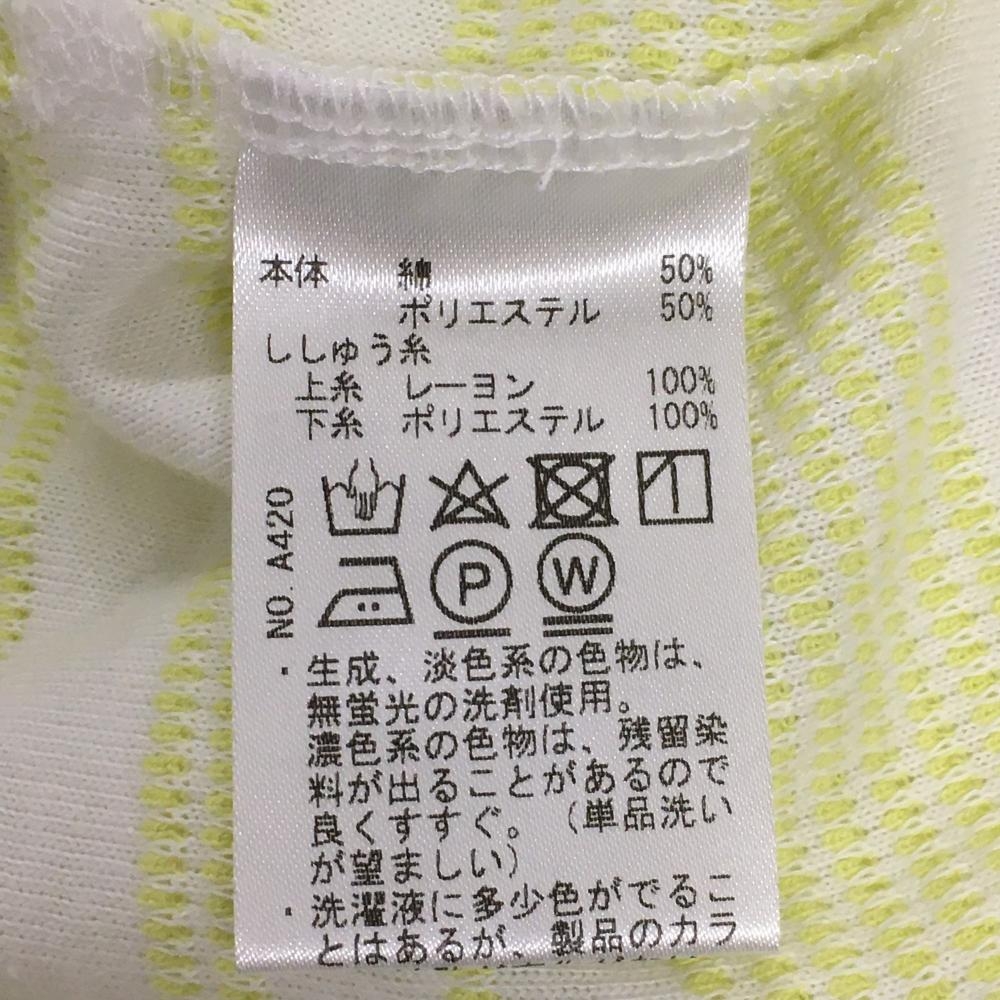 本体 綿 50%
ポリエステル 50%
ししゅう糸
上糸 レーヨン 100%
下糸 ポリエステル 100%
NO. A420
P
W
・生成、淡色系の色物は、
無蛍光の洗剤使用。
濃色系の色物は、残留染
料が出ることがあるので
良くすすぐ。（単品洗い
が望ましい）
・洗濯液に多少色がでるこ
とはあるが、製品のカラ